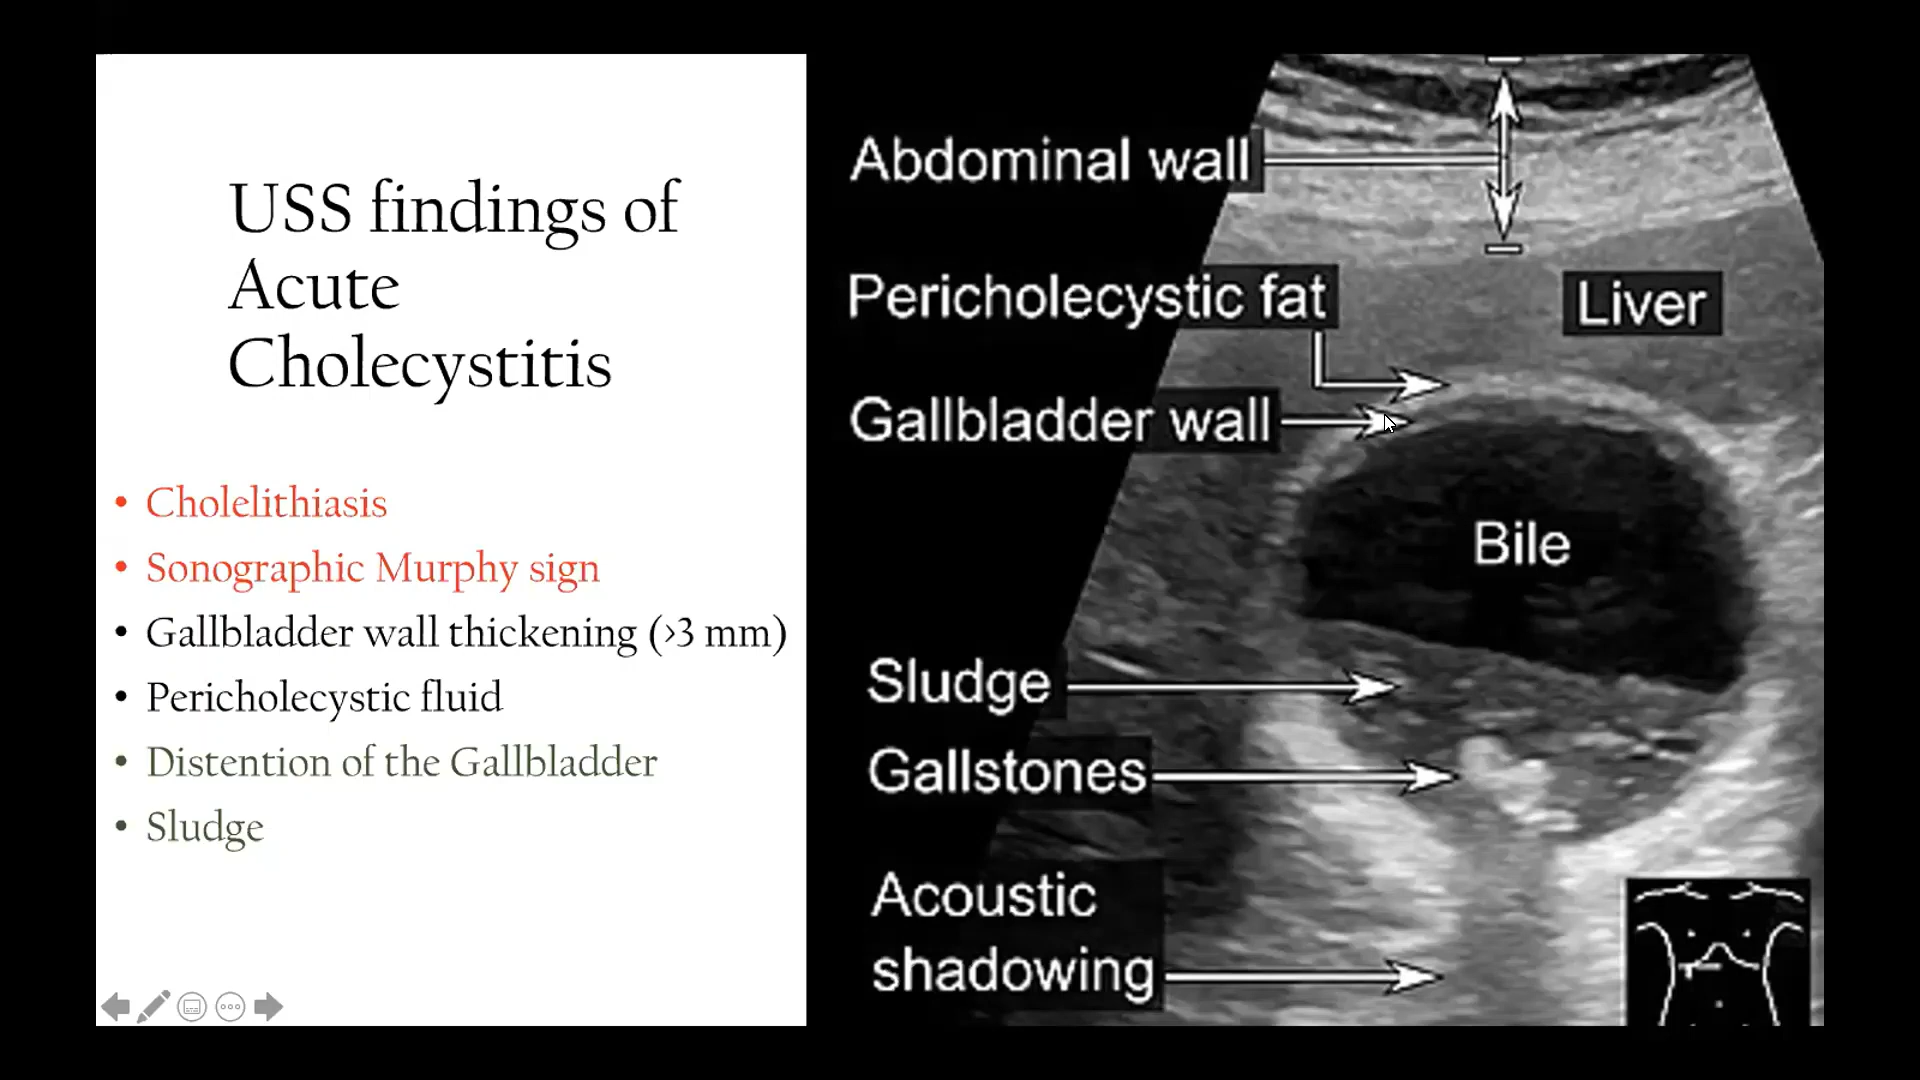 USS findings of
Acute
Cholecystitis
• Cholelithiasis
• Sonographic Murphy sign
• Gallbladder wall thickening (>3 mm)
• Pericholecystic fluid
• Distention of the Gallbladder
• Sludge
Abdominal wall
Pericholecystic fat
Liver
Gallbladder wall
Bile
Sludge
Gallstones
Acoustic
shadowing